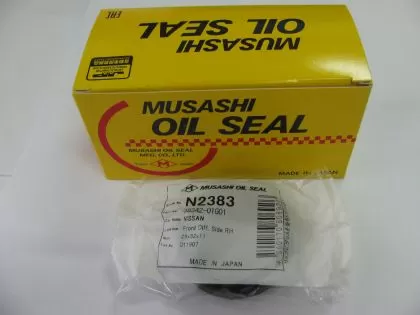 MUSASHI
OIL SEAL
MUSASHI
OIL SEAL
MUSASHI OIL SEAL
MFG. CO., LTD.
MADE IN JAPAN
MUSASHI OIL SEAL
N2383
NISSAN
Front Diff. Side RH
MADE IN JAPAN